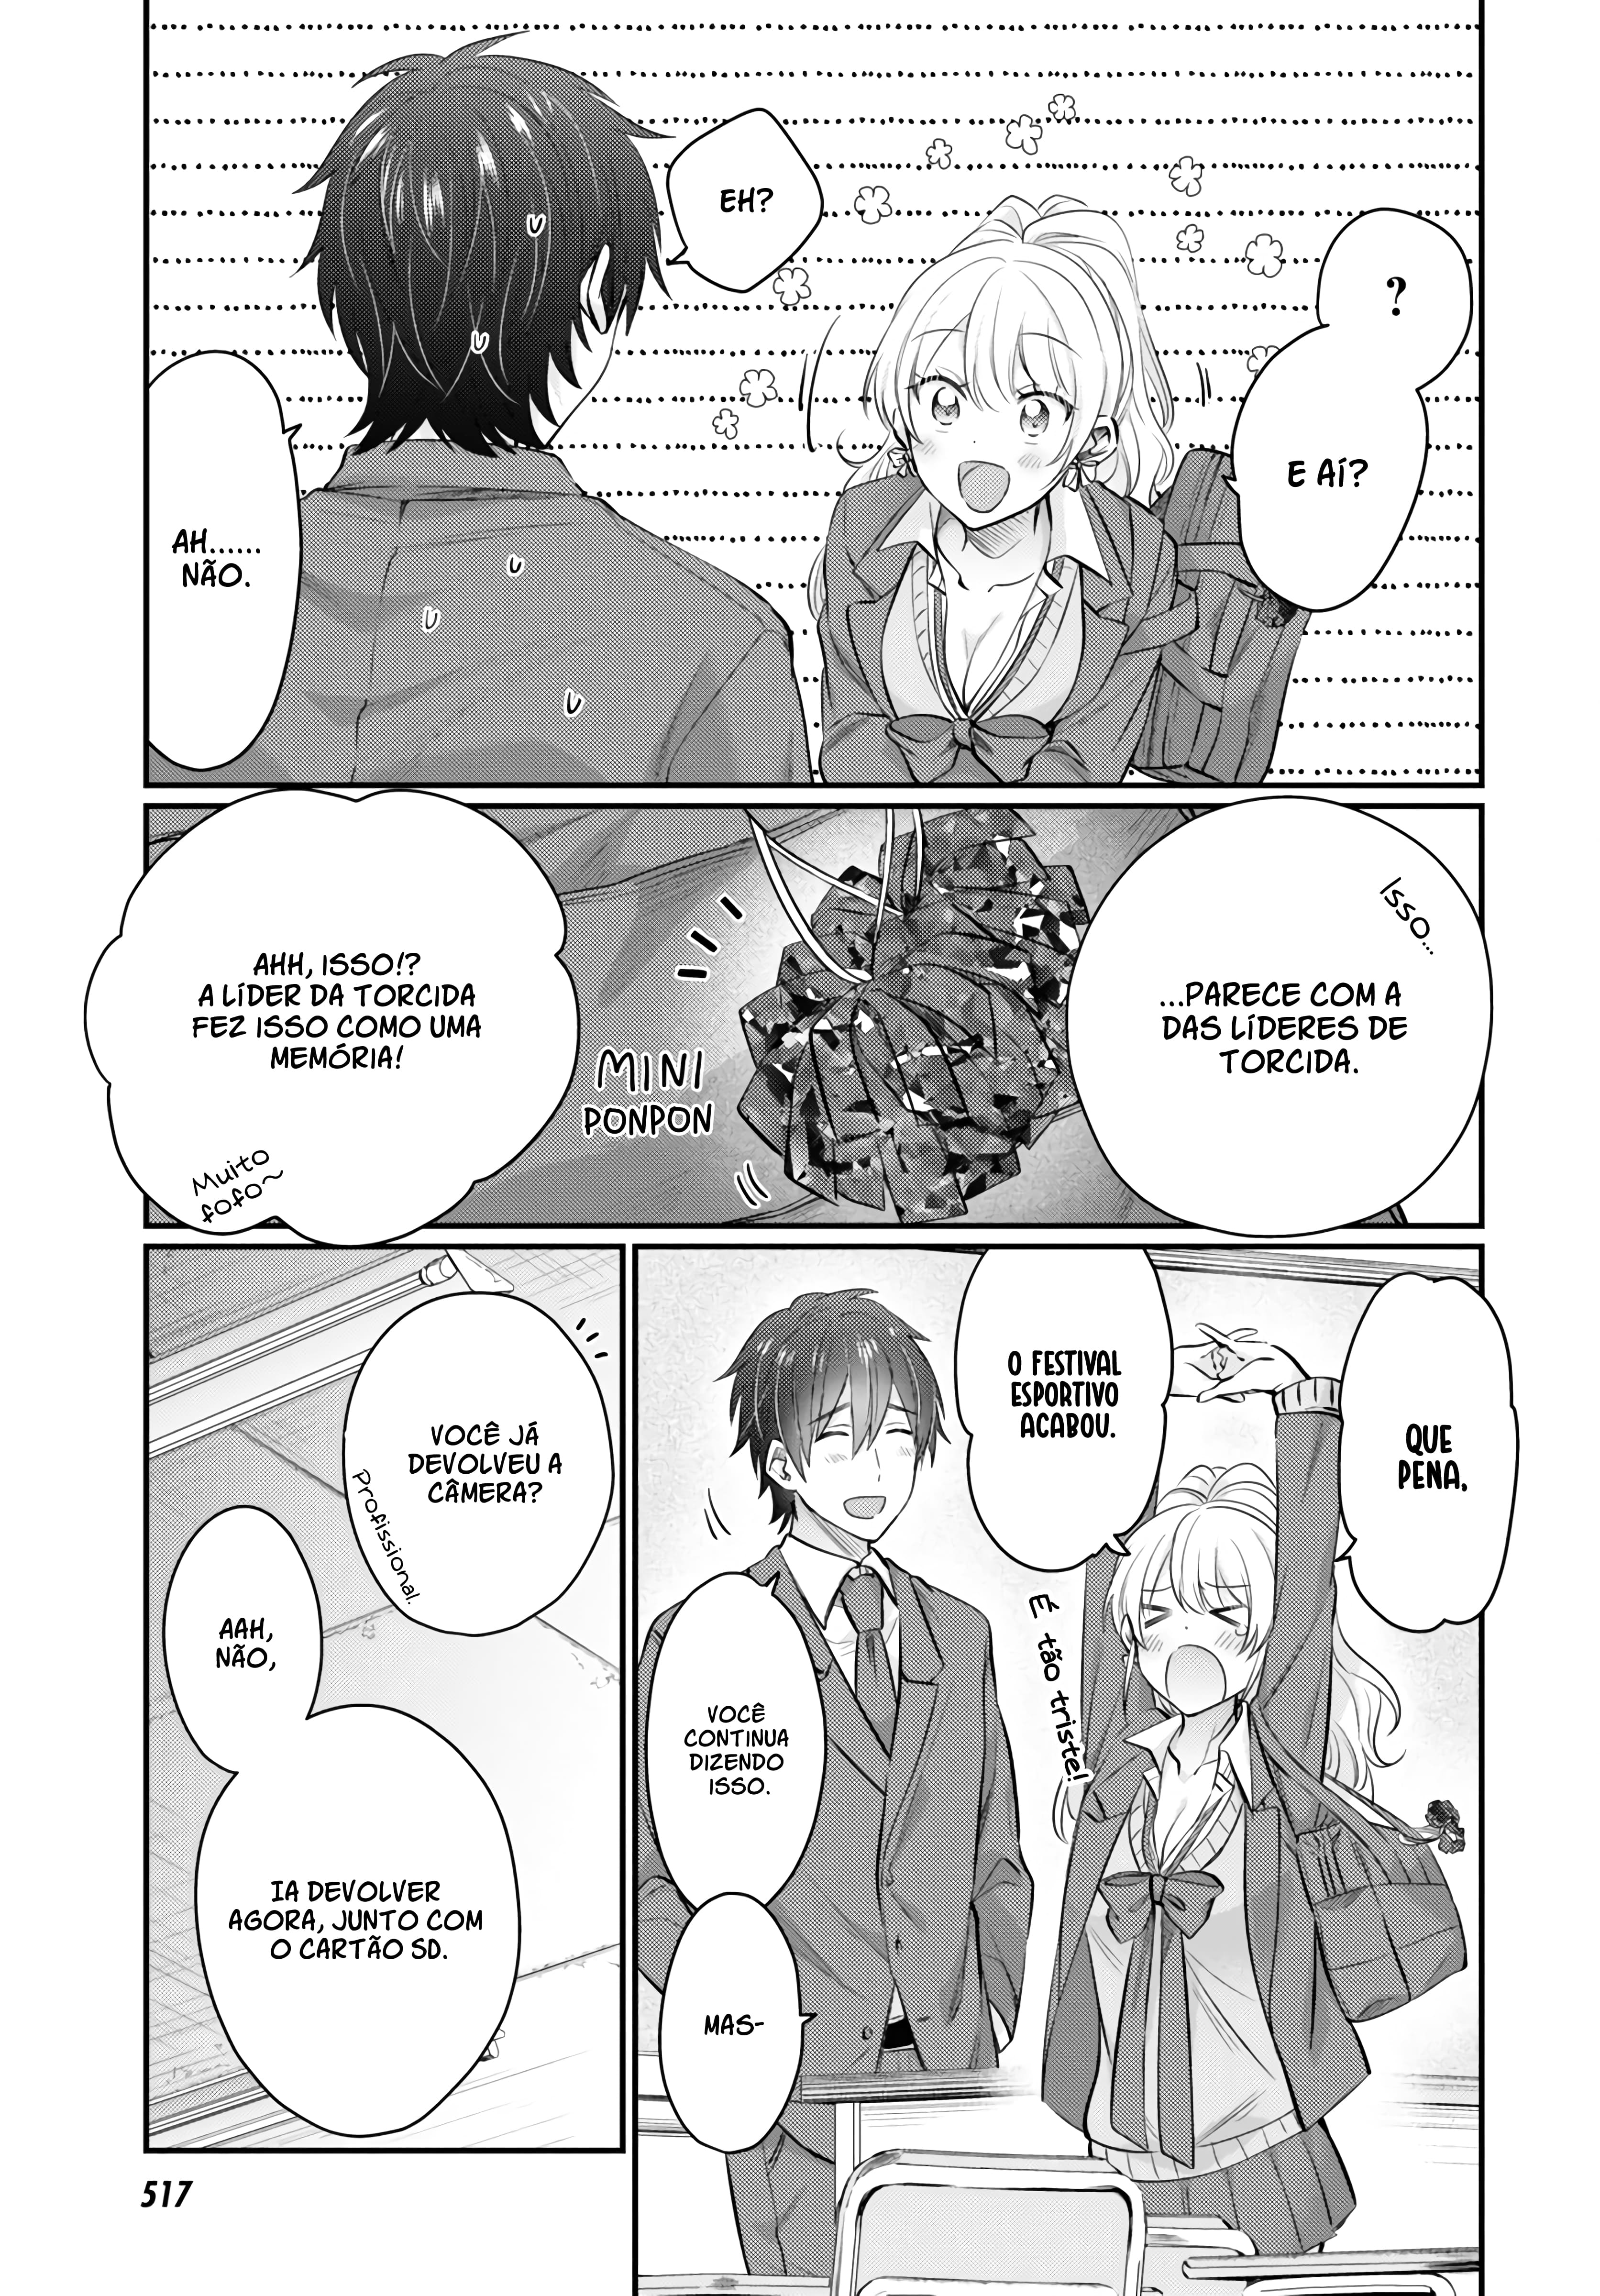 ?
E AÍ?
EH?
AH......
NÃO.
Isso...
...PARECE COM A
DAS LÍDERES DE
TORCIDA.
MINI
PONPON
AHH, ISSO!?
A LÍDER DA TORCIDA
FEZ ISSO COMO UMA
MEMÓRIA!
Muito
fofo~
QUE
PENA,
O FESTIVAL
ESPORTIVO
ACABOU.
É tão triste!
VOCÊ
CONTINUA
DIZENDO
ISSO.
MAS-
VOCÊ JÁ
DEVOLVEU A
CÂMERA?
Profissional.
AAH,
NÃO,
IA DEVOLVER
AGORA, JUNTO COM
O CARTÃO SD.
517